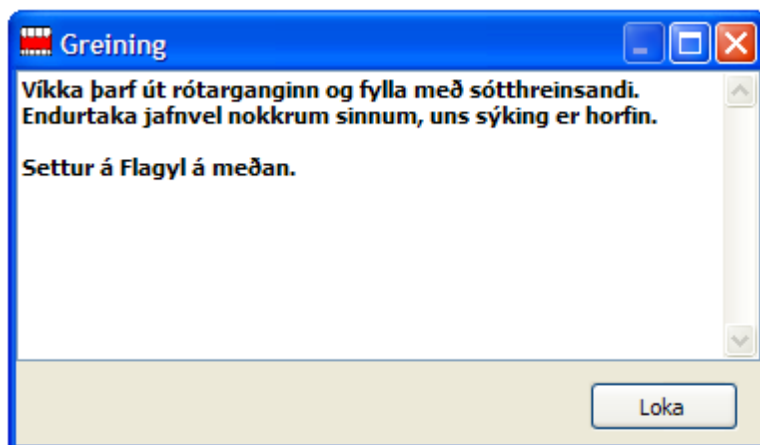 Greining
Víkka þarf út rótarganginn og fylla með sótthreinsandi.
Endurtaka jafnvel nokkrum sinnum, uns sýking er horfin.
Settur á Flagyl á meðan.
Loka